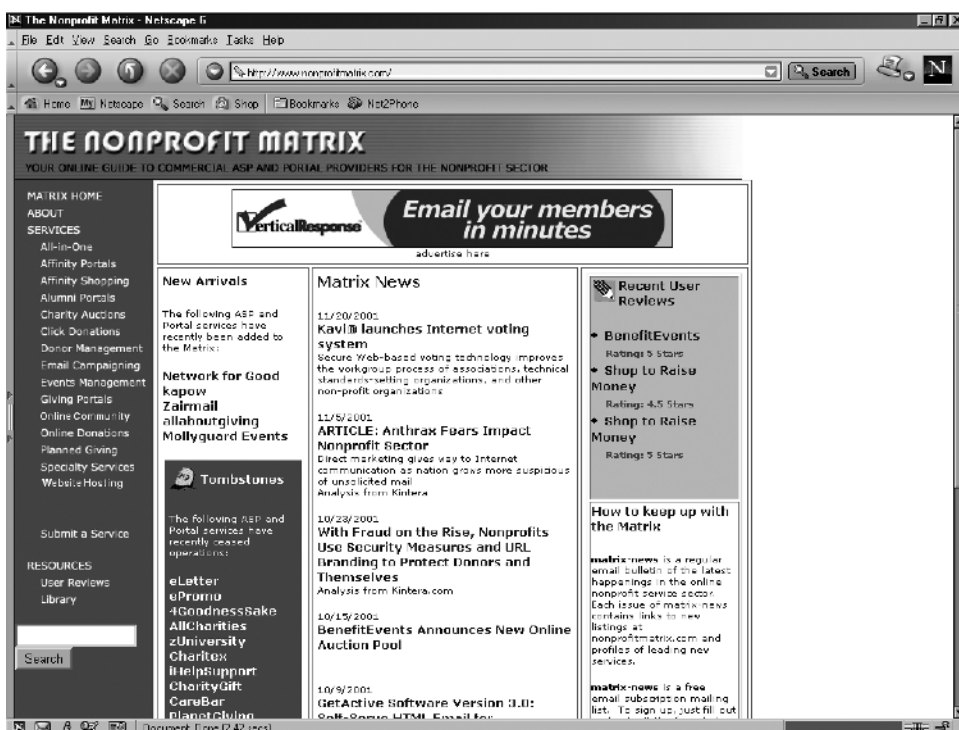 The Nonprofit Matrix - Netscape 6
File Edit View Search Go Bookmarks Tasks Help
http://www.nonprofitmatrix.com/
Search
N
Home My Netscape Search Shop Bookmarks Net2Phone
THE NONPROFIT MATRIX
YOUR ONLINE GUIDE TO COMMERCIAL ASP AND PORTAL PROVIDERS FOR THE NONPROFIT SECTOR
MATRIX HOME
ABOUT
SERVICES
All-in-One
Affinity Portals
Affinity Shopping
Alumni Portals
Charity Auctions
Click Donations
Donor Management
Email Campaigning
Events Management
Giving Portals
Online Community
Online Donations
Planned Giving
Specialty Services
Website Hosting
Submit a Service
RESOURCES
User Reviews
Library
Search
VerticalResponse
Email your members
in minutes
advertise here
New Arrivals
The following ASP and
Portal services have
recently been added to
the Matrix:
Network for Good
kapow
Zairmail
allaboutgiving
Mollyguard Events
Tombstones
The following ASP and
Portal services have
recently ceased
operations:
eLetter
ePromo
4GoodnessSake
AllCharities
zUniversity
Charitex
iHelpSupport
CharityGift
CareBar
PlanetGiving
Matrix News
11/20/2001
Kavi® launches Internet voting
system
Secure Web-based voting technology improves
the workgroup process of associations, technical
standards-setting organizations, and other
non-profit organizations
11/5/2001
ARTICLE: Anthrax Fears Impact
Nonprofit Sector
Direct marketing gives way to Internet
communication as nation grows more suspicious
of unsolicited mail
Analysis from Kintera
10/23/2001
With Fraud on the Rise, Nonprofits
Use Security Measures and URL
Branding to Protect Donors and
Themselves
Analysis from Kintera.com
10/15/2001
BenefitEvents Announces New Online
Auction Pool
10/9/2001
GetActive Software Version 3.0:
Self-Serve HTML Email for
Recent User
Reviews
BenefitEvents
Rating: 5 Stars
Shop to Raise
Money
Rating: 4.5 Stars
Shop to Raise
Money
Rating: 5 Stars
How to keep up with
the Matrix
matrix-news is a regular
email bulletin of the latest
happenings in the online
nonprofit service sector.
Each issue of matrix-news
contains links to new
listings at
nonprofitmatrix.com and
profiles of leading new
services.
matrix-news is a free
email subscription mailing
list. To sign up, just fill out
Document: Done (2.42 secs)